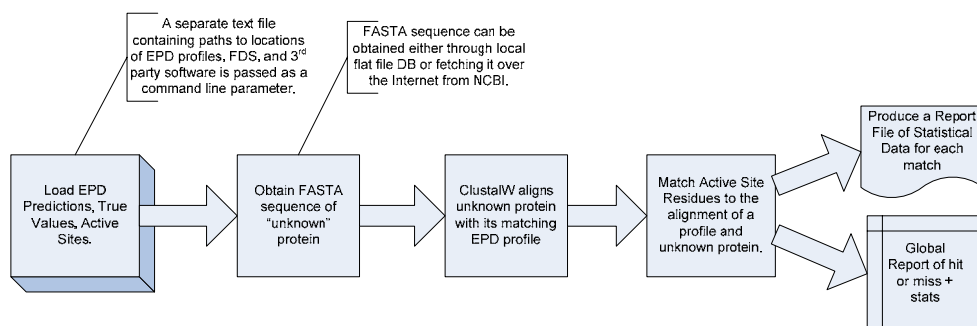 A separate text file
containing paths to locations
of EPD profiles, FDS, and 3rd
party software is passed as a
command line parameter.
FASTA sequence can be
obtained either through local
flat file DB or fetching it over
the Internet from NCBI.
Load EPD
Predictions, True
Values, Active
Sites.
Obtain FASTA
sequence of
"unknown"
protein
ClustalW aligns
unknown protein
with its matching
EPD profile
Match Active Site
Residues to the
alignment of a
profile and
unknown protein.
Produce a Report
File of Statistical
Data for each
match
Global
Report of hit
or miss +
stats